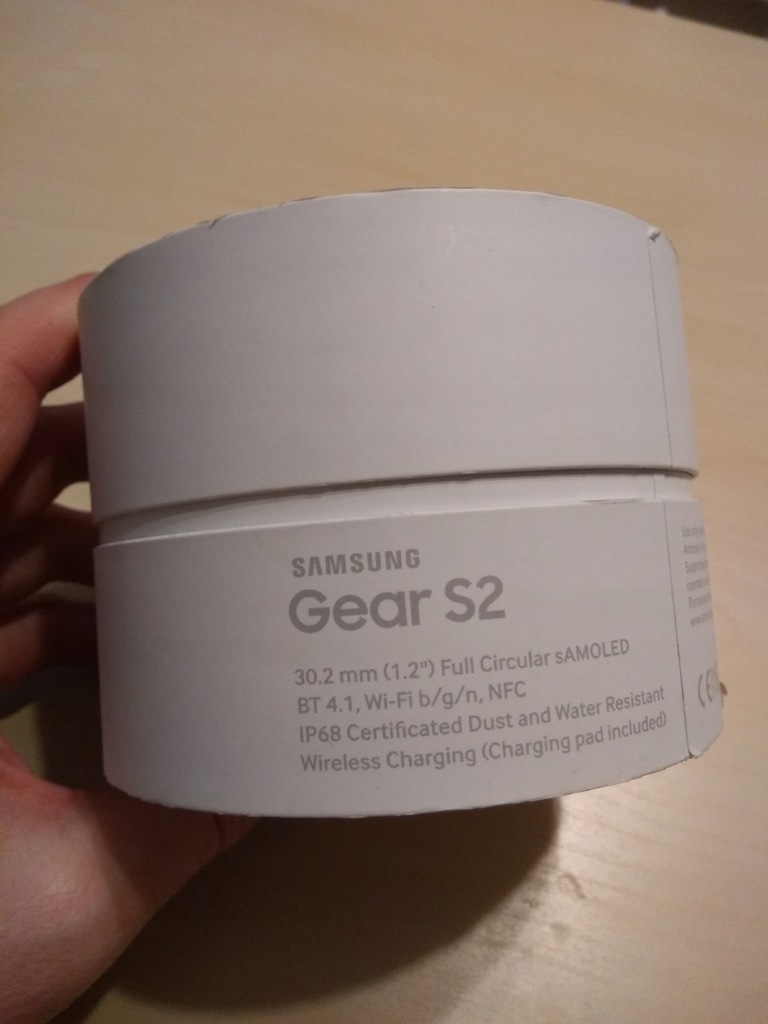 SAMSUNG
Gear S2
30.2 mm (1.2") Full Circular sAMOLED
BT 4.1, Wi-Fi b/g/n, NFC
IP68 Certificated Dust and Water Resistant
Wireless Charging (Charging pad included)
CE